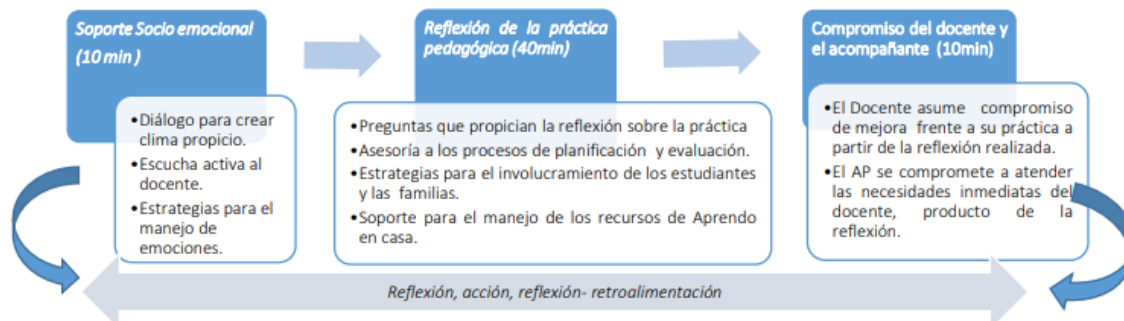 Soporte Socio emocional
(10 min )
•Diálogo para crear
clima propicio.
•Escucha activa al
docente.
•Estrategias para el
manejo de
emociones.
Reflexión de la práctica
pedagógica (40min)
•Preguntas que propician la reflexión sobre la práctica
•Asesoría a los procesos de planificación y evaluación.
•Estrategias para el involucramiento de los estudiantes
y las familias.
•Soporte para el manejo de los recursos de Aprendo
en casa.
Compromiso del docente y
el acompañante (10min)
•El Docente asume compromiso
de mejora frente a su práctica a
partir de la reflexión realizada.
•El AP se compromete a atender
las necesidades inmediatas del
docente, producto de la
reflexión.
Reflexión, acción, reflexión- retroalimentación